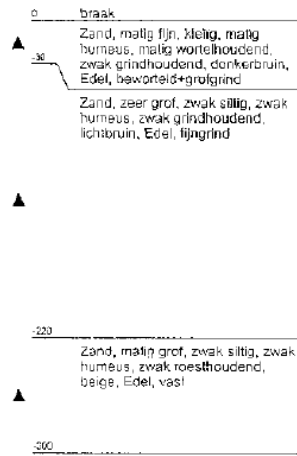 0 braak
Zand, matig fijn, kleiig, matig
humeus, matig wortelhoudend,
-30
zwak grindhoudend, donkerbruin,
Edel, beworteld+grofgrind
Zand, zeer grof, zwak siltig, zwak
humeus, zwak grindhoudend,
lichtbruin, Edel, fijngrind
-220
Zand, matig grof, zwak siltig, zwak
humeus, zwak roesthoudend,
beige, Edel, vast
-300